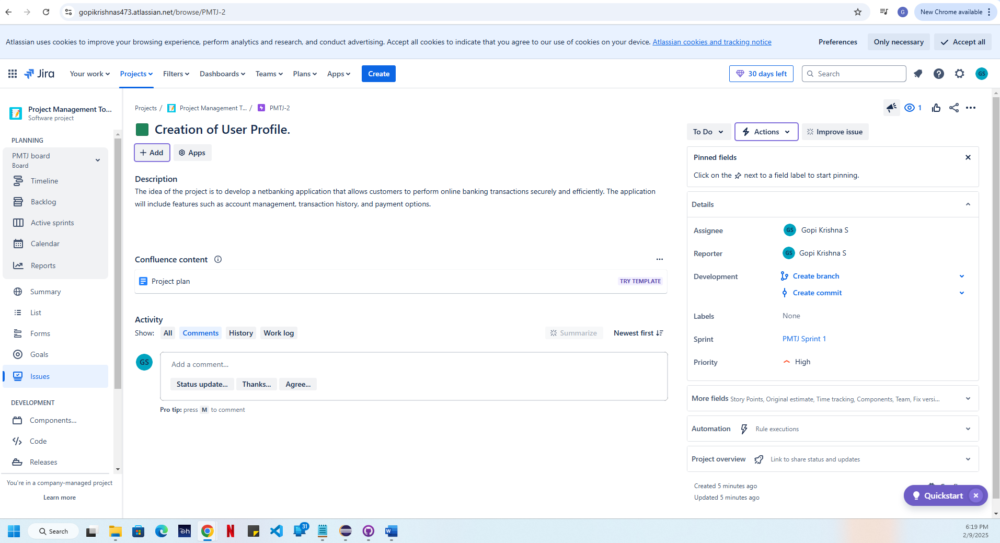 gopikrishnas473.atlassian.net/browse/PMTJ-2
G
New Chrome available
Atlassian uses cookies to improve your browsing experience, perform analytics and research, and conduct advertising. Accept all cookies to indicate that you agree to our use of cookies on your device. Atlassian cookies and tracking notice
Preferences
Only necessary
Accept all
Jira
Your work
Projects
Filters
Dashboards
Teams
Plans
Apps
Create
30 days left
Search
GS
Project Management To...
Software project
PLANNING
PMTJ board
Board
Timeline
Backlog
Active sprints
Calendar
Reports
Summary
List
Forms
Goals
Issues
DEVELOPMENT
Components...
Code
Releases
You're in a company-managed project
Learn more
Projects / Project Management T... / PMTJ-2
Creation of User Profile.
Add
Apps
Description
The idea of the project is to develop a netbanking application that allows customers to perform online banking transactions securely and efficiently. The application
will include features such as account management, transaction history, and payment options.
Confluence content
Project plan
TRY TEMPLATE
Activity
Show: All Comments History Work log
Summarize
Newest first
GS
Add a comment...
Status update...
Thanks...
Agree...
Pro tip: press M to comment
1
To Do
Actions
Improve issue
Pinned fields
Click on the next to a field label to start pinning.
Details
Assignee
GS Gopi Krishna S
Reporter
GS Gopi Krishna S
Development
Create branch
Create commit
Labels
None
Sprint
PMTJ Sprint 1
Priority
High
More fields Story Points, Original estimate, Time tracking, Components, Team, Fix versi...
Automation Rule executions
Project overview Link to share status and updates
Created 5 minutes ago
Updated 5 minutes ago
Quickstart
Search
Dh
N
31
W
6:19 PM
2/9/2025